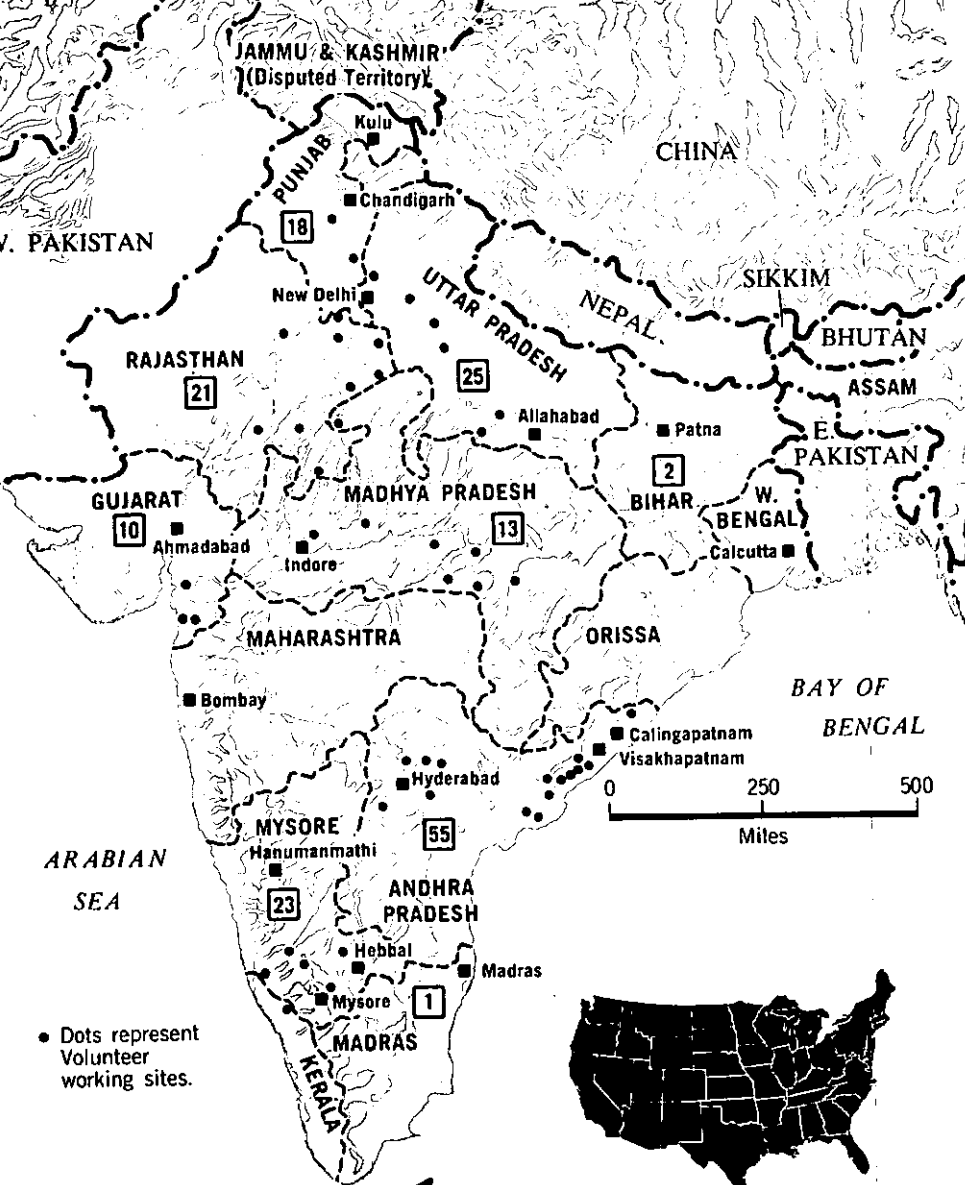 JAMMU & KASHMIR
(Disputed Territory)
Kulu
CHINA
PUNJAB
Chandigarh
18
PAKISTAN
SIKKIM
New Delhi
UTTAR PRADESH
NEPAL
BHUTAN
RAJASTHAN
21
25
ASSAM
Allahabad
Patna
E.
PAKISTAN
2
BIHAR
W.
BENGAL
Calcutta
GUJARAT
10
Ahmadabad
MADHYA PRADESH
13
Indore
MAHARASHTRA
ORISSA
Bombay
BAY OF
BENGAL
Calingapatnam
Visakhapatnam
Hyderabad
0 250 500
Miles
MYSORE
Hanumanmathi
55
ARABIAN
SEA
23
ANDHRA
PRADESH
Hebbal
Madras
Mysore
1
MADRAS
KERALA
• Dots represent
Volunteer
working sites.